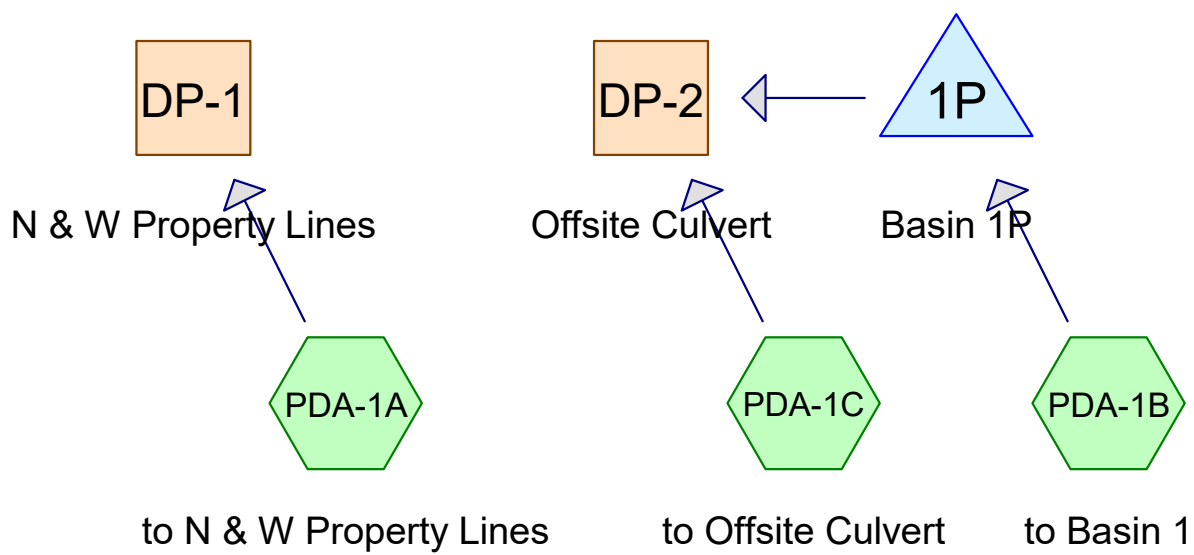 DP-1
DP-2
1P
N & W Property Lines
Offsite Culvert
Basin 1P
PDA-1A
PDA-1C
PDA-1B
to N & W Property Lines
to Offsite Culvert
to Basin 1